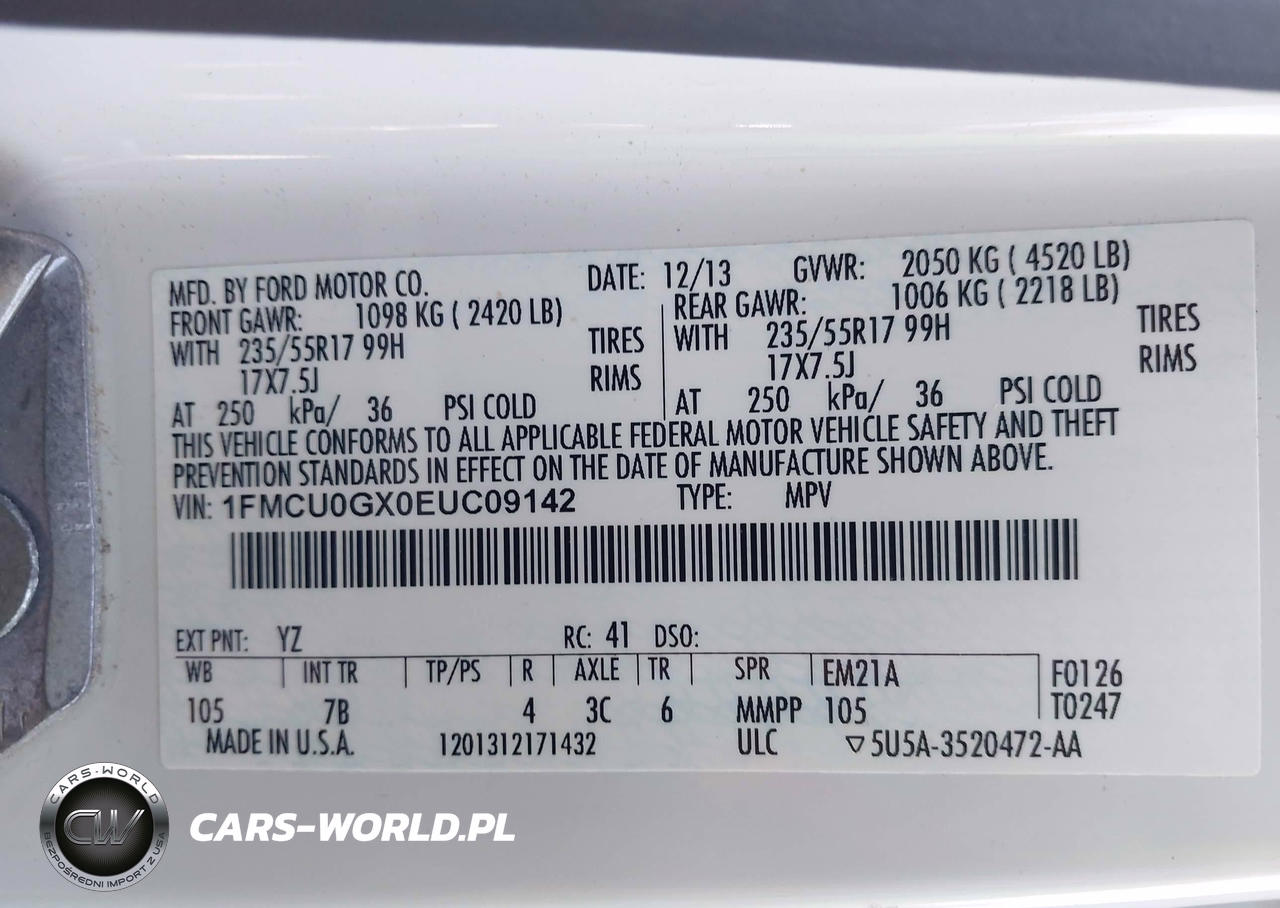 MFD. BY FORD MOTOR CO. DATE: 12/13 GVWR: 2050 KG ( 4520 LB)
FRONT GAWR: 1098 KG ( 2420 LB) REAR GAWR: 1006 KG ( 2218 LB)
WITH 235/55R17 99H TIRES WITH 235/55R17 99H TIRES
17X7.5J RIMS 17X7.5J RIMS
AT 250 kPa/ 36 PSI COLD AT 250 kPa/ 36 PSI COLD
THIS VEHICLE CONFORMS TO ALL APPLICABLE FEDERAL MOTOR VEHICLE SAFETY AND THEFT
PREVENTION STANDARDS IN EFFECT ON THE DATE OF MANUFACTURE SHOWN ABOVE.
VIN: 1FMCU0GX0EUC09142 TYPE: MPV
EXT PNT: YZ RC: 41 DSO:
WB INT TR TP/PS R AXLE TR SPR EM21A F0126
105 7B 4 3C 6 MMPP 105 T0247
MADE IN U.S.A. 1201312171432 ULC ▽5U5A-3520472-AA
CARS-WORLD
CW
BEZPOŚREDNI IMPORT Z USA
CARS-WORLD.PL